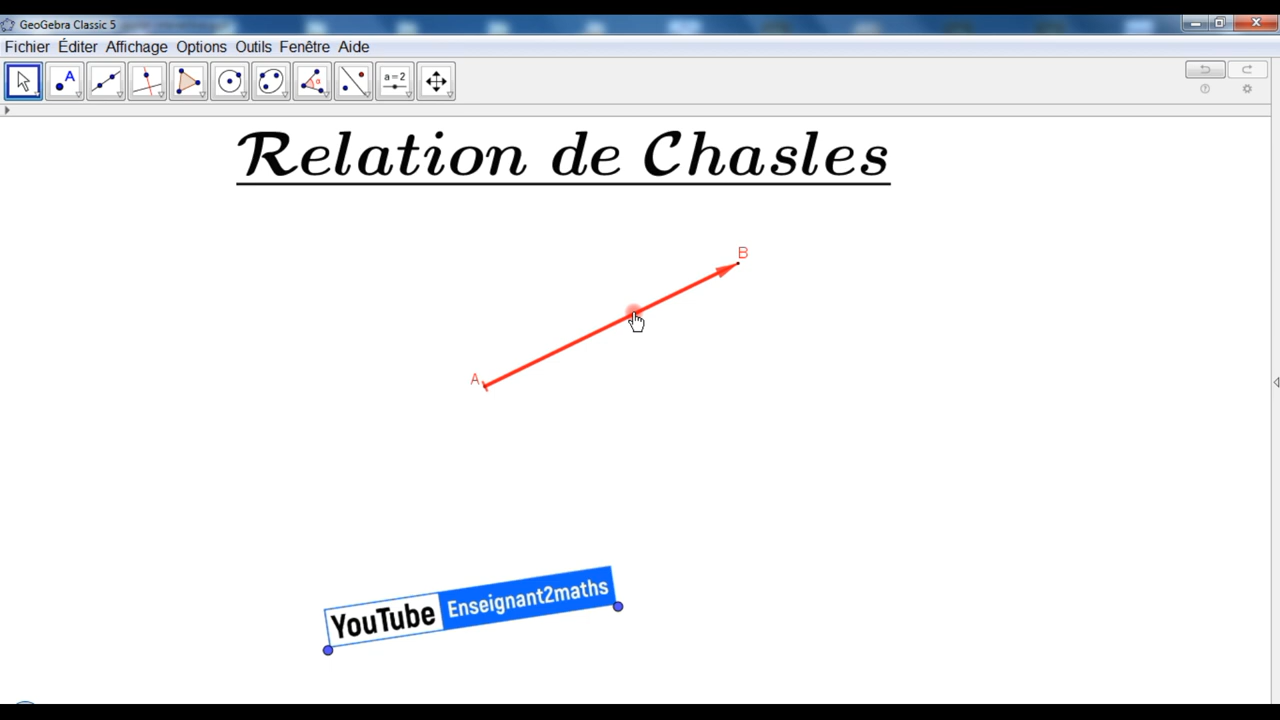 GeoGebra Classic 5
Fichier Éditer Affichage Options Outils Fenêtre Aide
A
α
a=2
Relation de Chasles
B
A
YouTube Enseignant2maths